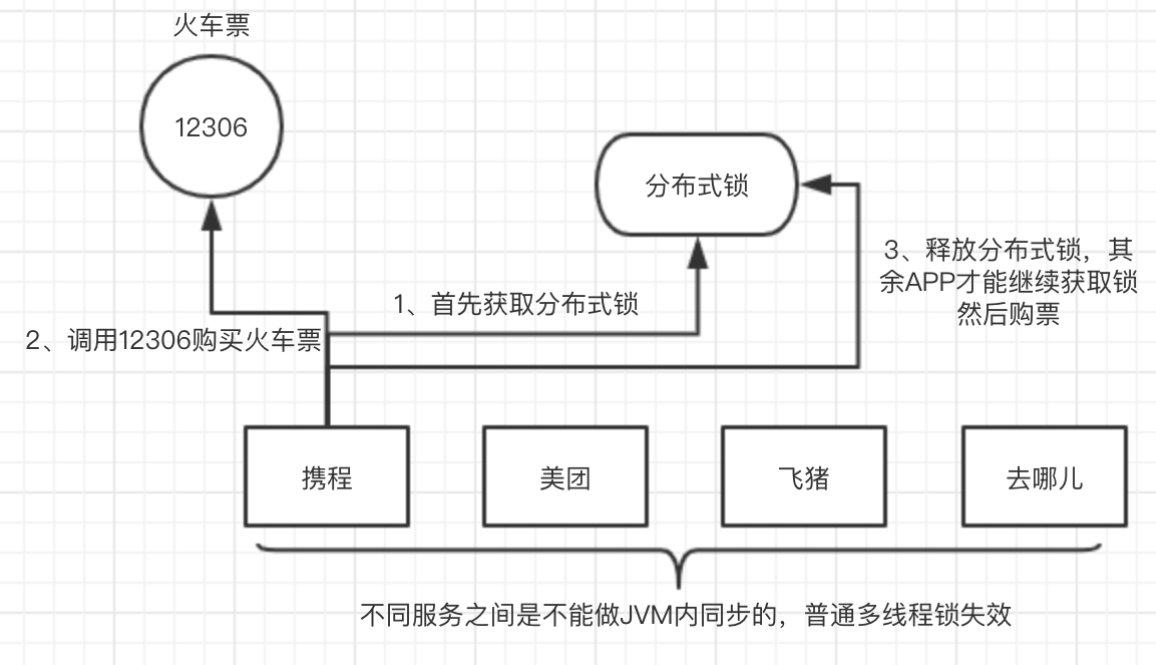 火车票
12306
分布式锁
3、释放分布式锁，其
余APP才能继续获取锁
然后购票
1、首先获取分布式锁
2、调用12306购买火车票
携程
美团
飞猪
去哪儿
不同服务之间是不能做JVM内同步的，普通多线程锁失效